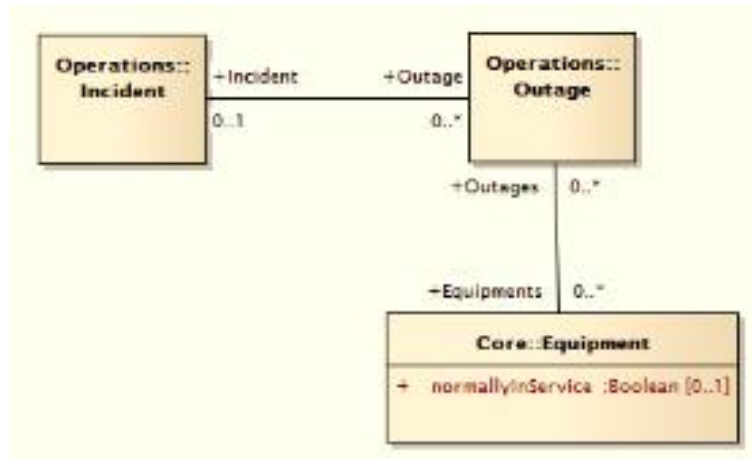 Operations::
Incident
+Incident
0..1
+Outage
0..*
Operations::
Outage
+Outages
0..*
+Equipments
0..*
Core::Equipment
+ normallyInService :Boolean [0..1]